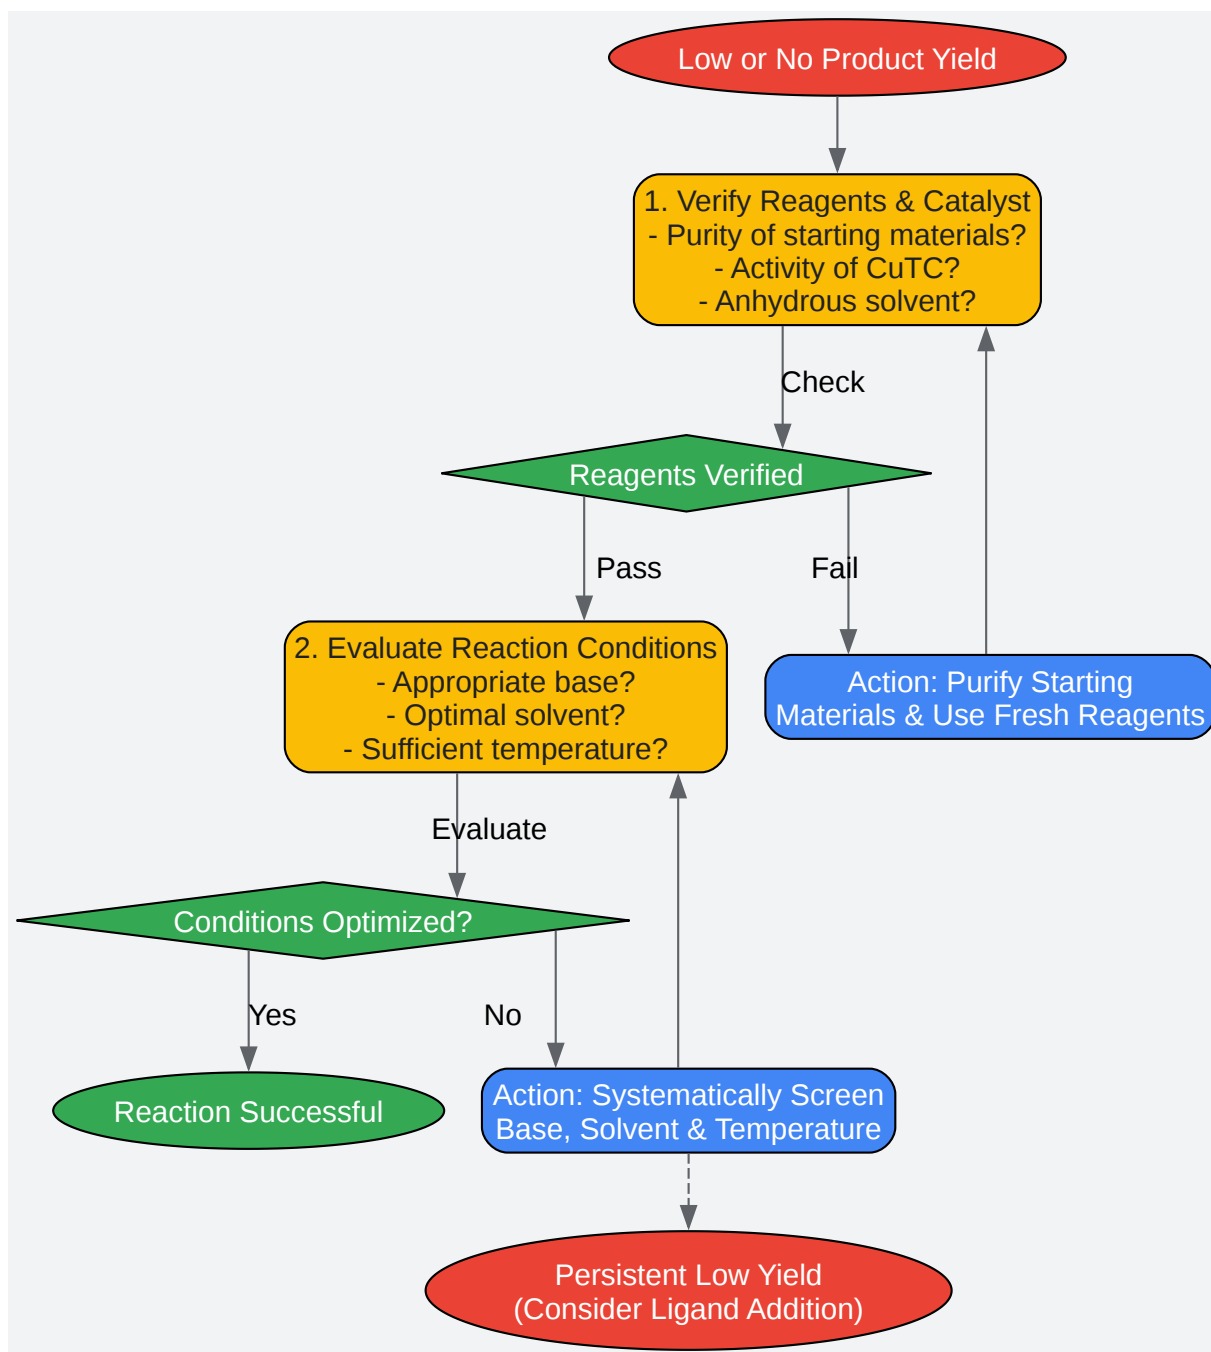 Low or No Product Yield
1. Verify Reagents & Catalyst
- Purity of starting materials?
- Activity of CuTC?
- Anhydrous solvent?
Check
Reagents Verified
Pass
Fail
2. Evaluate Reaction Conditions
- Appropriate base?
- Optimal solvent?
- Sufficient temperature?
Action: Purify Starting
Materials & Use Fresh Reagents
Evaluate
Conditions Optimized?
Yes
No
Reaction Successful
Action: Systematically Screen
Base, Solvent & Temperature
Persistent Low Yield
(Consider Ligand Addition)